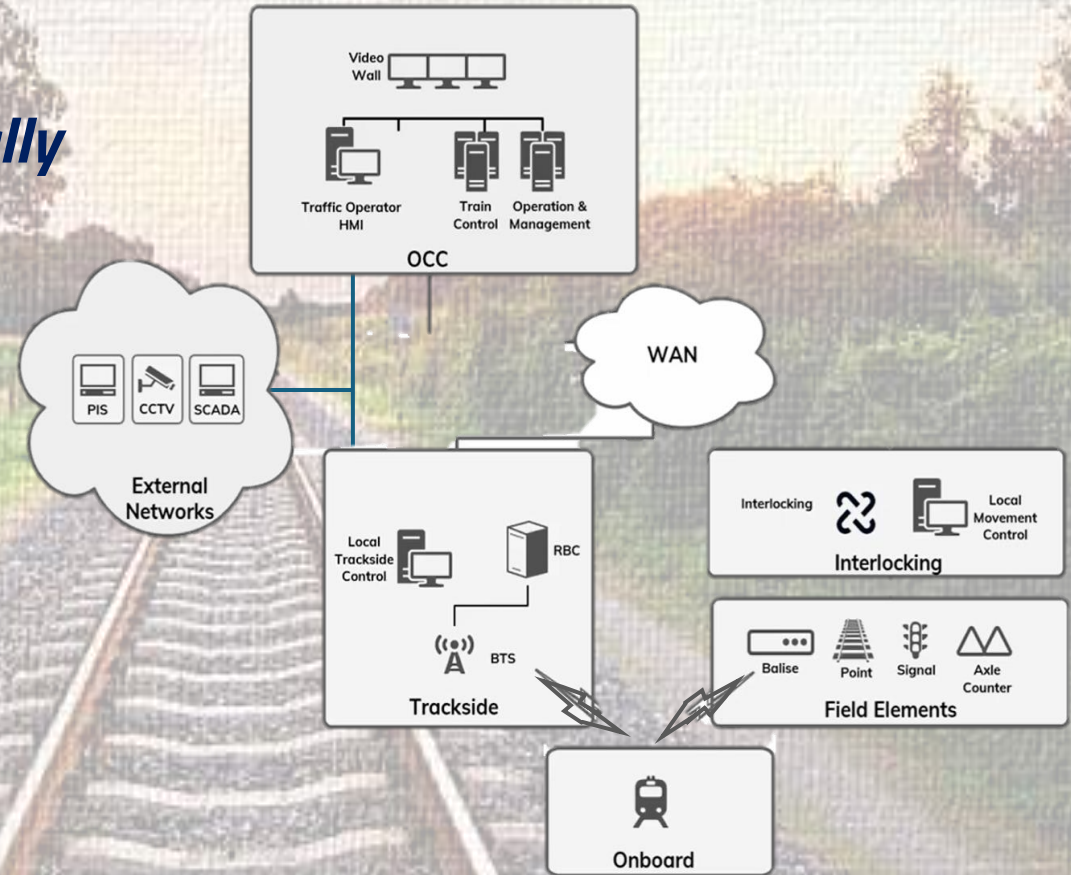 lly
Video
Wall
Traffic Operator
HMI
Train
Control
Operation &
Management
OCC
PIS
CCTV
SCADA
External
Networks
WAN
Local
Trackside
Control
RBC
BTS
Trackside
Interlocking
Local
Movement
Control
Interlocking
Balise
Point
Signal
Axle
Counter
Field Elements
Onboard